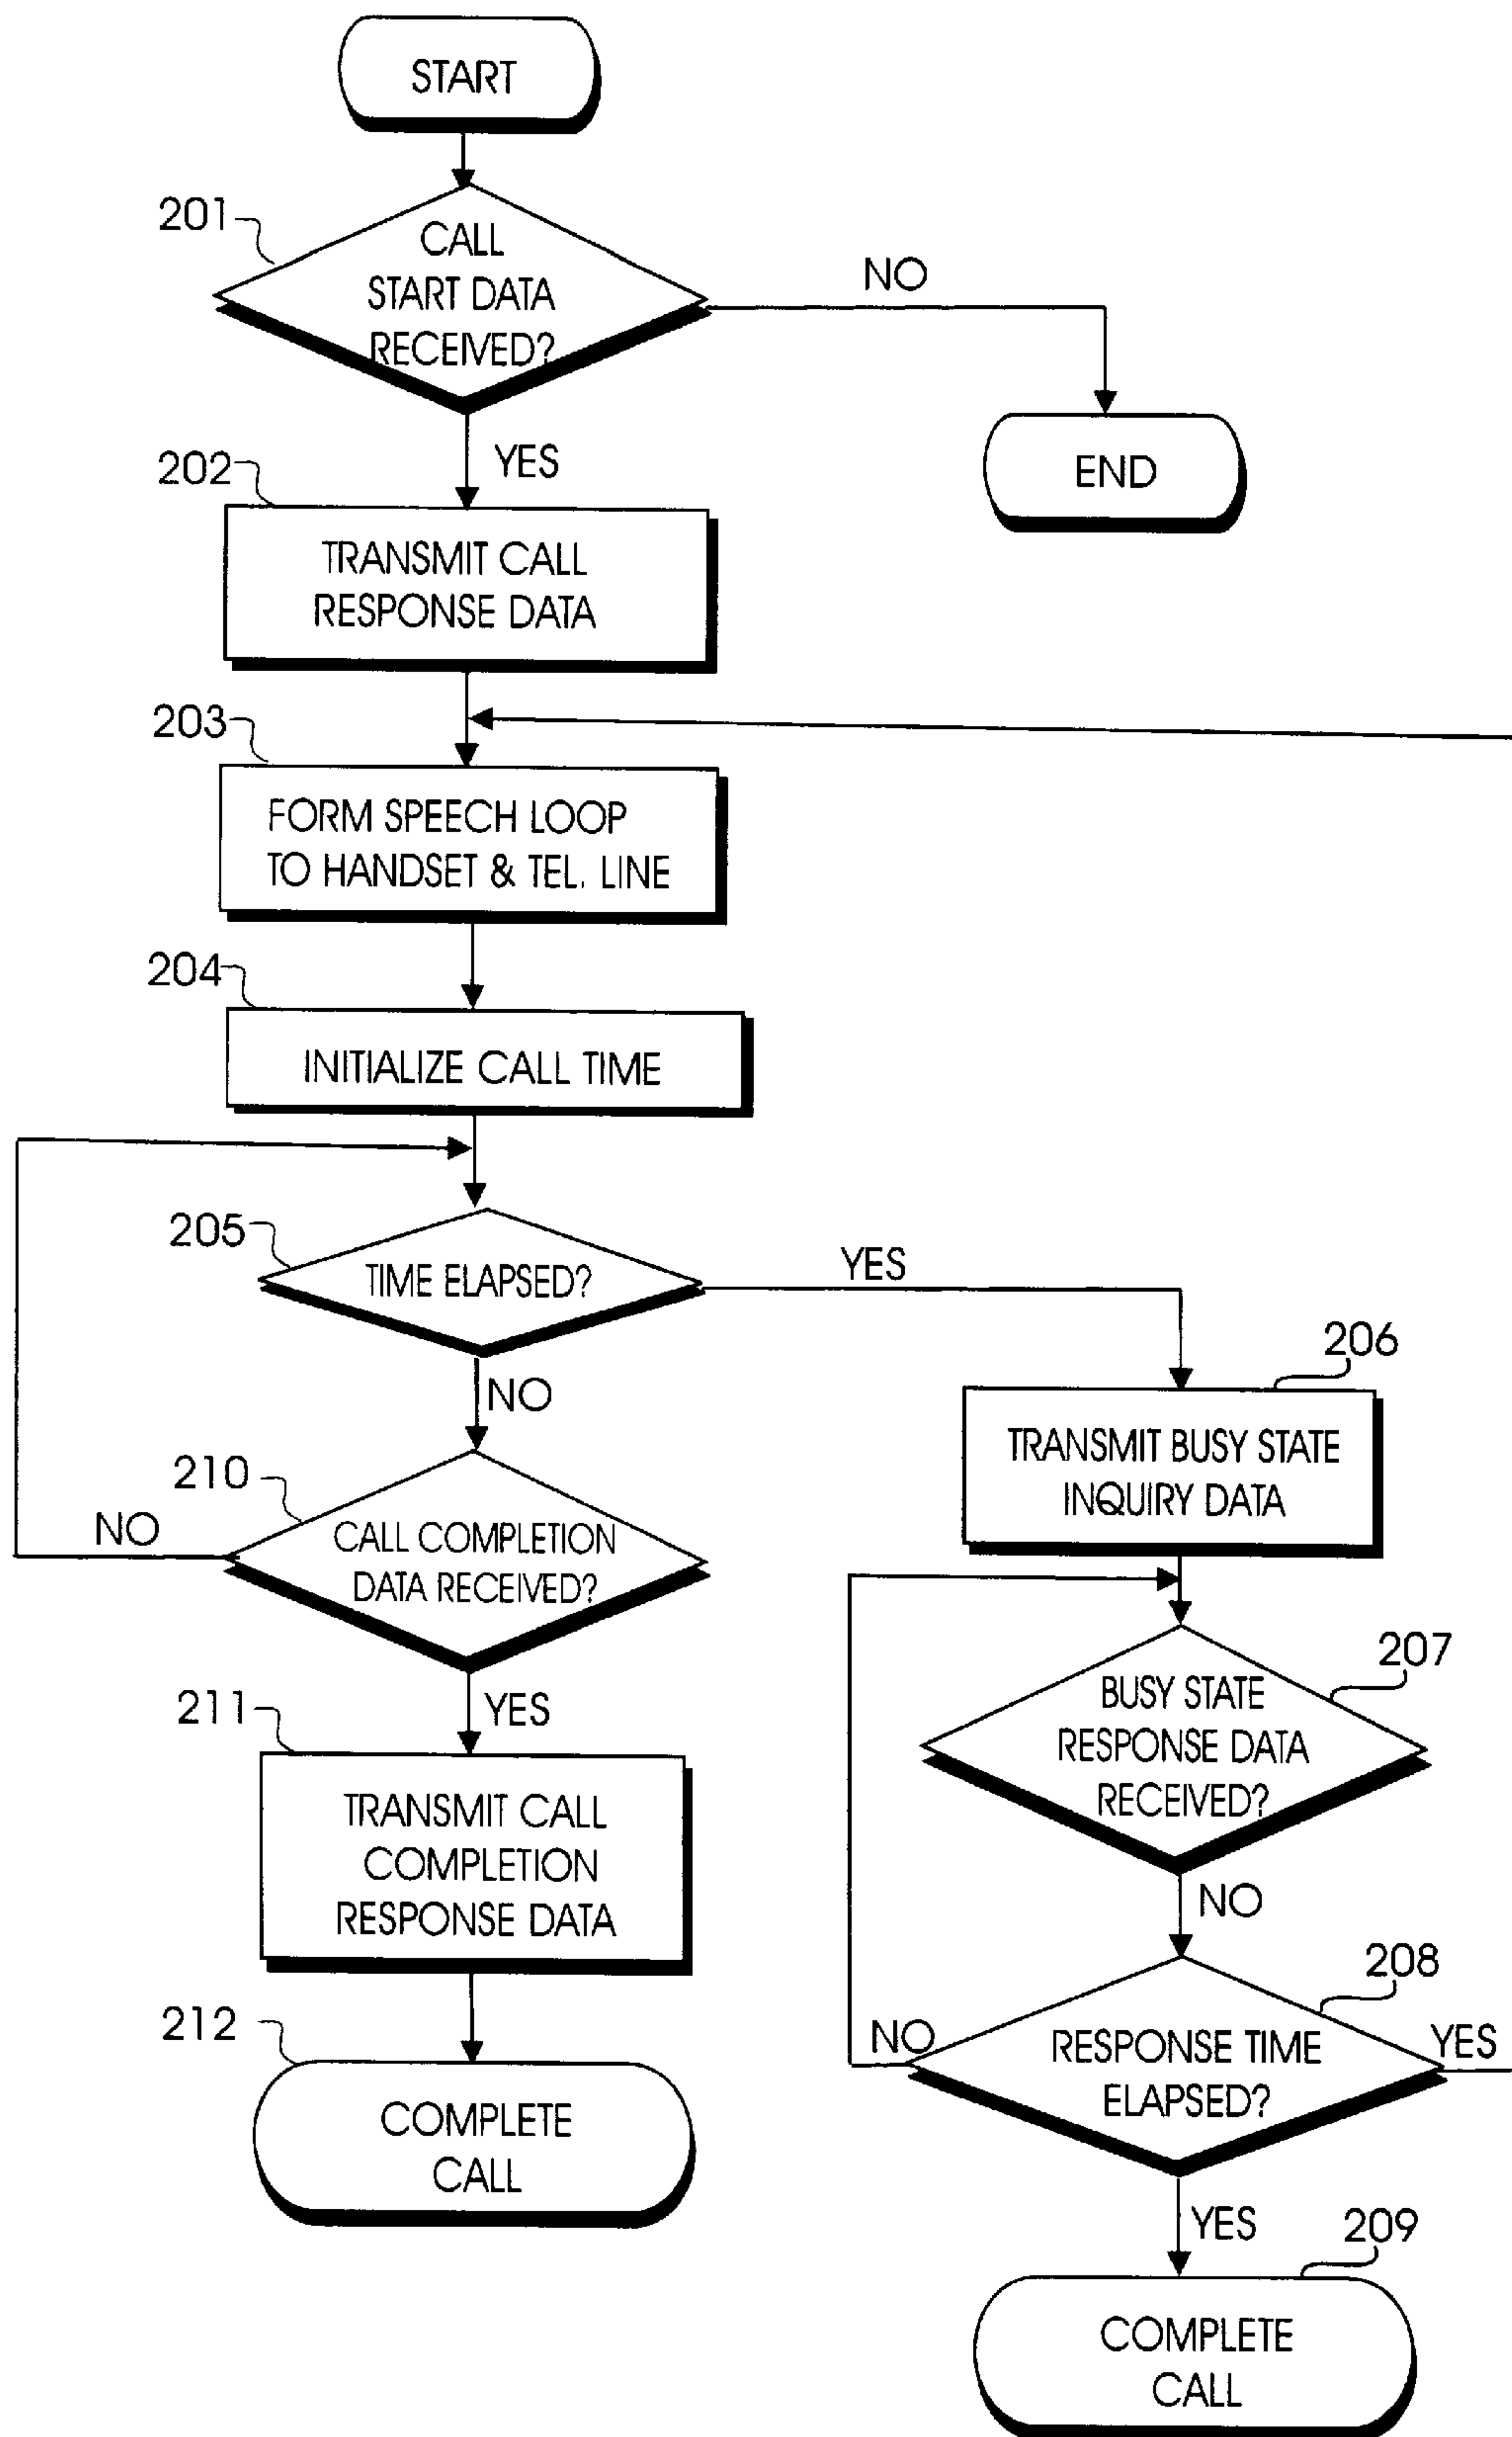 START
201
CALL
START DATA
RECEIVED?
NO
END
YES
202
TRANSMIT CALL
RESPONSE DATA
203
FORM SPEECH LOOP
TO HANDSET & TEL. LINE
204
INITIALIZE CALL TIME
205
TIME ELAPSED?
YES
NO
206
TRANSMIT BUSY STATE
INQUIRY DATA
210
CALL COMPLETION
DATA RECEIVED?
NO
YES
207
BUSY STATE
RESPONSE DATA
RECEIVED?
NO
211
TRANSMIT CALL
COMPLETION
RESPONSE DATA
208
RESPONSE TIME
ELAPSED?
NO
YES
YES
212
COMPLETE
CALL
209
COMPLETE
CALL